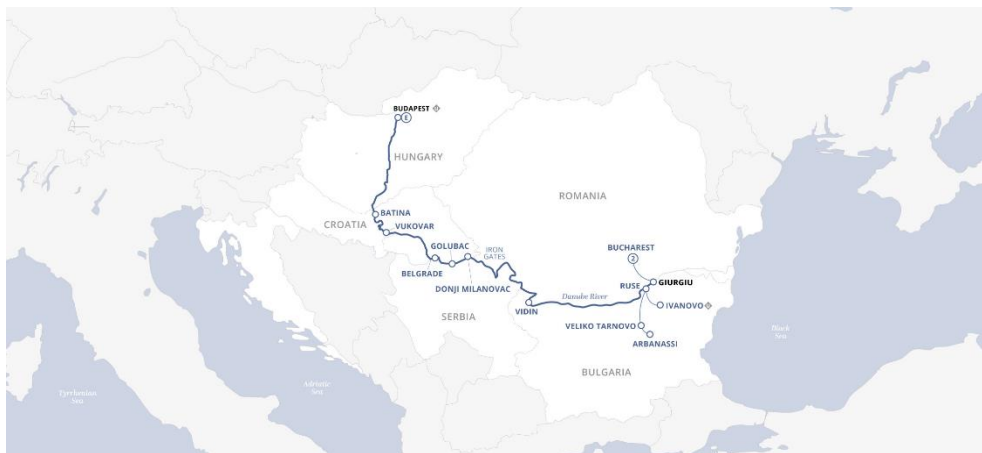 BUDAPEST
HUNGARY
ROMANIA
BATINA
CROATIA
VUKOVAR
GOLUBAC
IRON
GATES
BUCHAREST
2
BELGRADE
GIURGIU
RUSE
DONJI MILANOVAC
Danube River
IVANOVO
VIDIN
SERBIA
VELIKO TARNOVO
Black
Sea
ARBANASSI
BULGARIA
Adriatic
Sea
Tyrrhenian
Sea